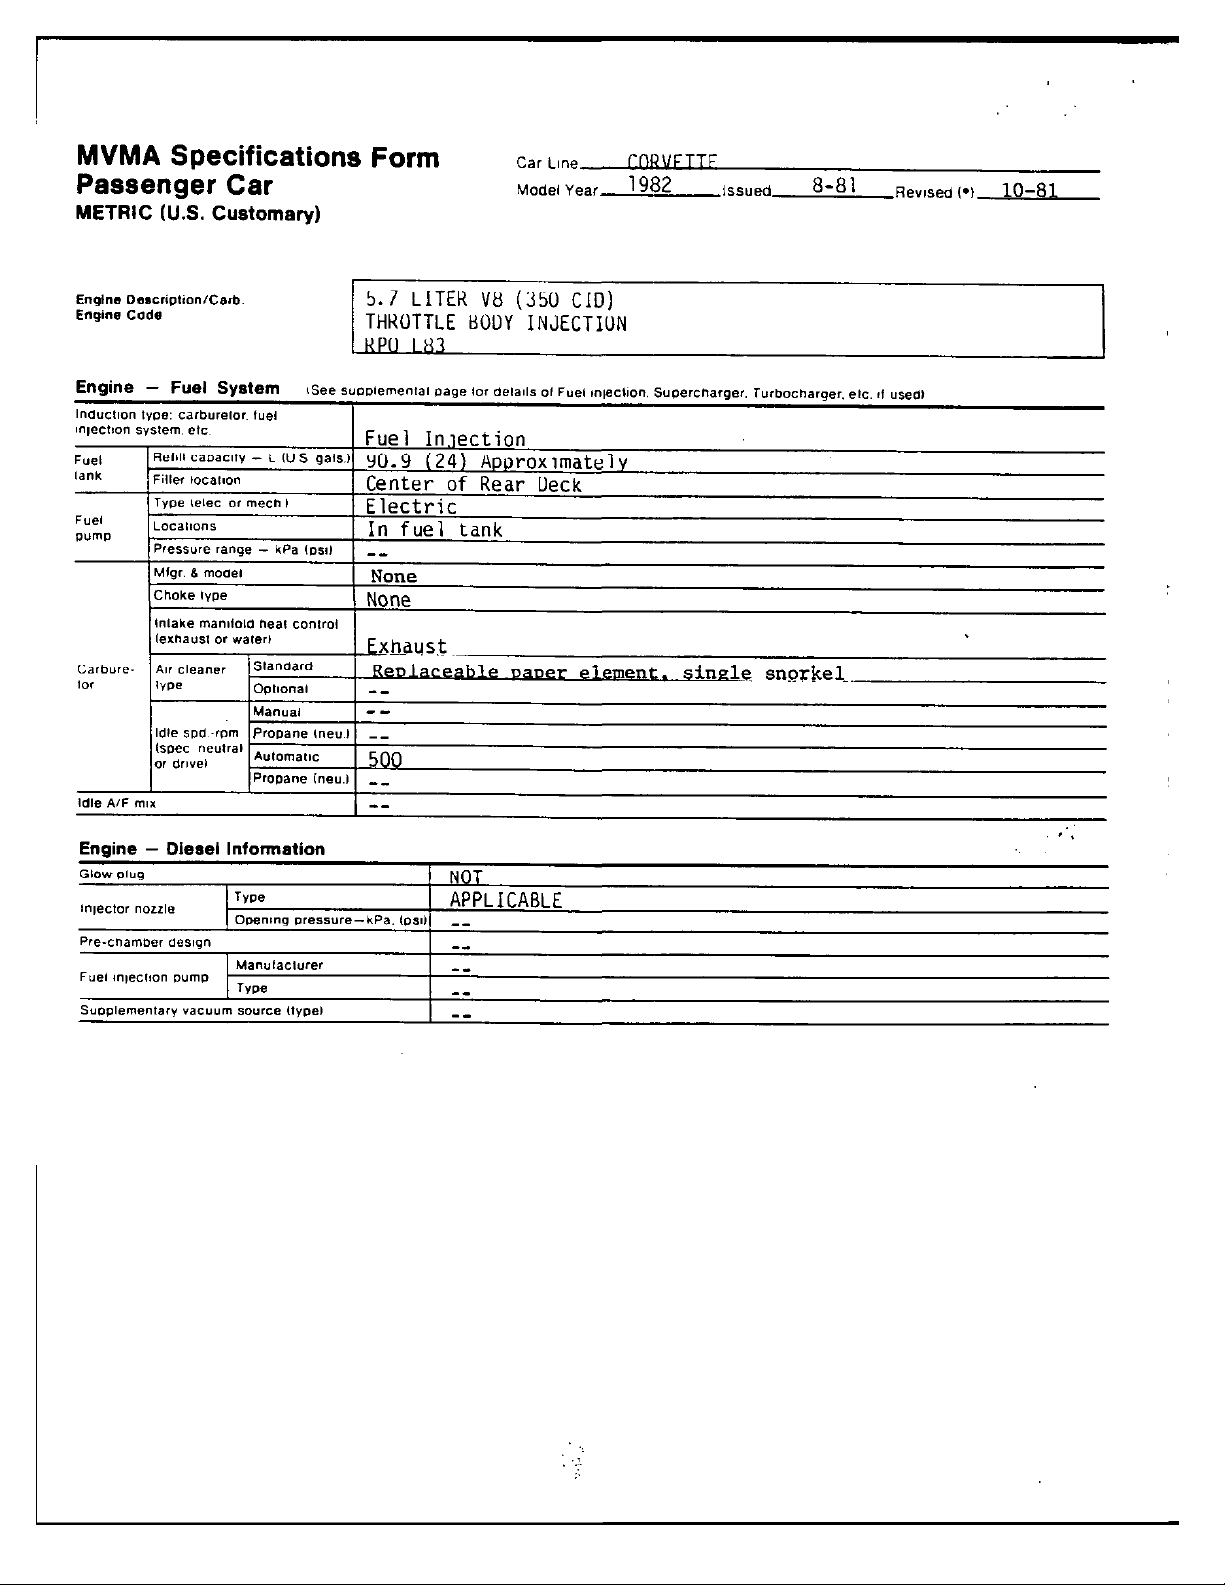 MVMA Specifications Form
Passenger Car
METRIC (U.S. Customary)
Car Line CORVETTE
Model Year 1982 Issued 8-81 Revised (•) 10-81
Engine Description/Carb.
Engine Code
5.7 LITER V8 (350 CID)
THROTTLE BODY INJECTION
RPO L83
Engine — Fuel System (See supplemental page for details of Fuel injection, Supercharger, Turbocharger, etc. if used)
Induction type: carburetor, fuel
injection system, etc.
Fuel Injection
Fuel
tank
Refill capacity — L (U S gals.) 90.9 (24) Approximately
Filler location Center of Rear Deck
Fuel
pump
Type (elec or mech) Electric
Locations In fuel tank
Pressure range — kPa (psi) --
Carbure-
tor
Mfgr. & model None
Choke type None
Intake manifold heat control
(exhaust or water) Exhaust
Air cleaner
type
Standard Replaceable paper element, single snorkel
Optional --
Idle spd.-rpm
(spec neutral
or drive)
Manual --
Propane (neu.) --
Automatic 500
Propane (neu.) --
Idle A/F mix --
Engine — Diesel Information
Glow plug NOT
Injector nozzle
Type APPLICABLE
Opening pressure—kPa. (psi) --
Pre-chamber design --
Fuel injection pump
Manufacturer --
Type --
Supplementary vacuum source (type) --